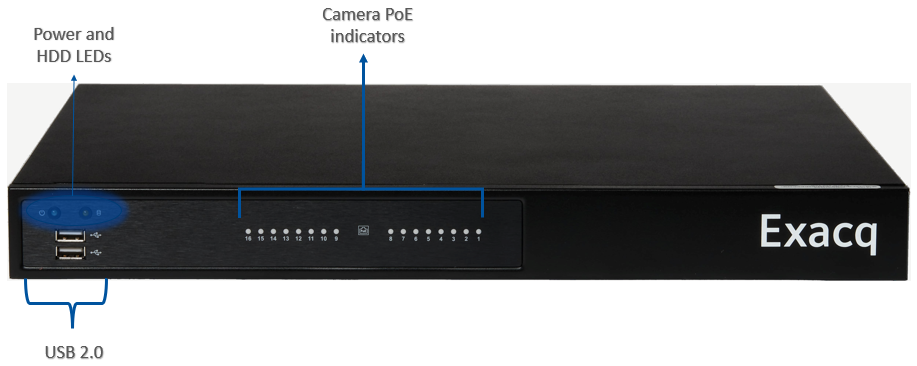 Power and
HDD LEDs
Camera PoE
indicators
16 15 14 13 12 11 10 9
8 7 6 5 4 3 2 1
Exacq
USB 2.0